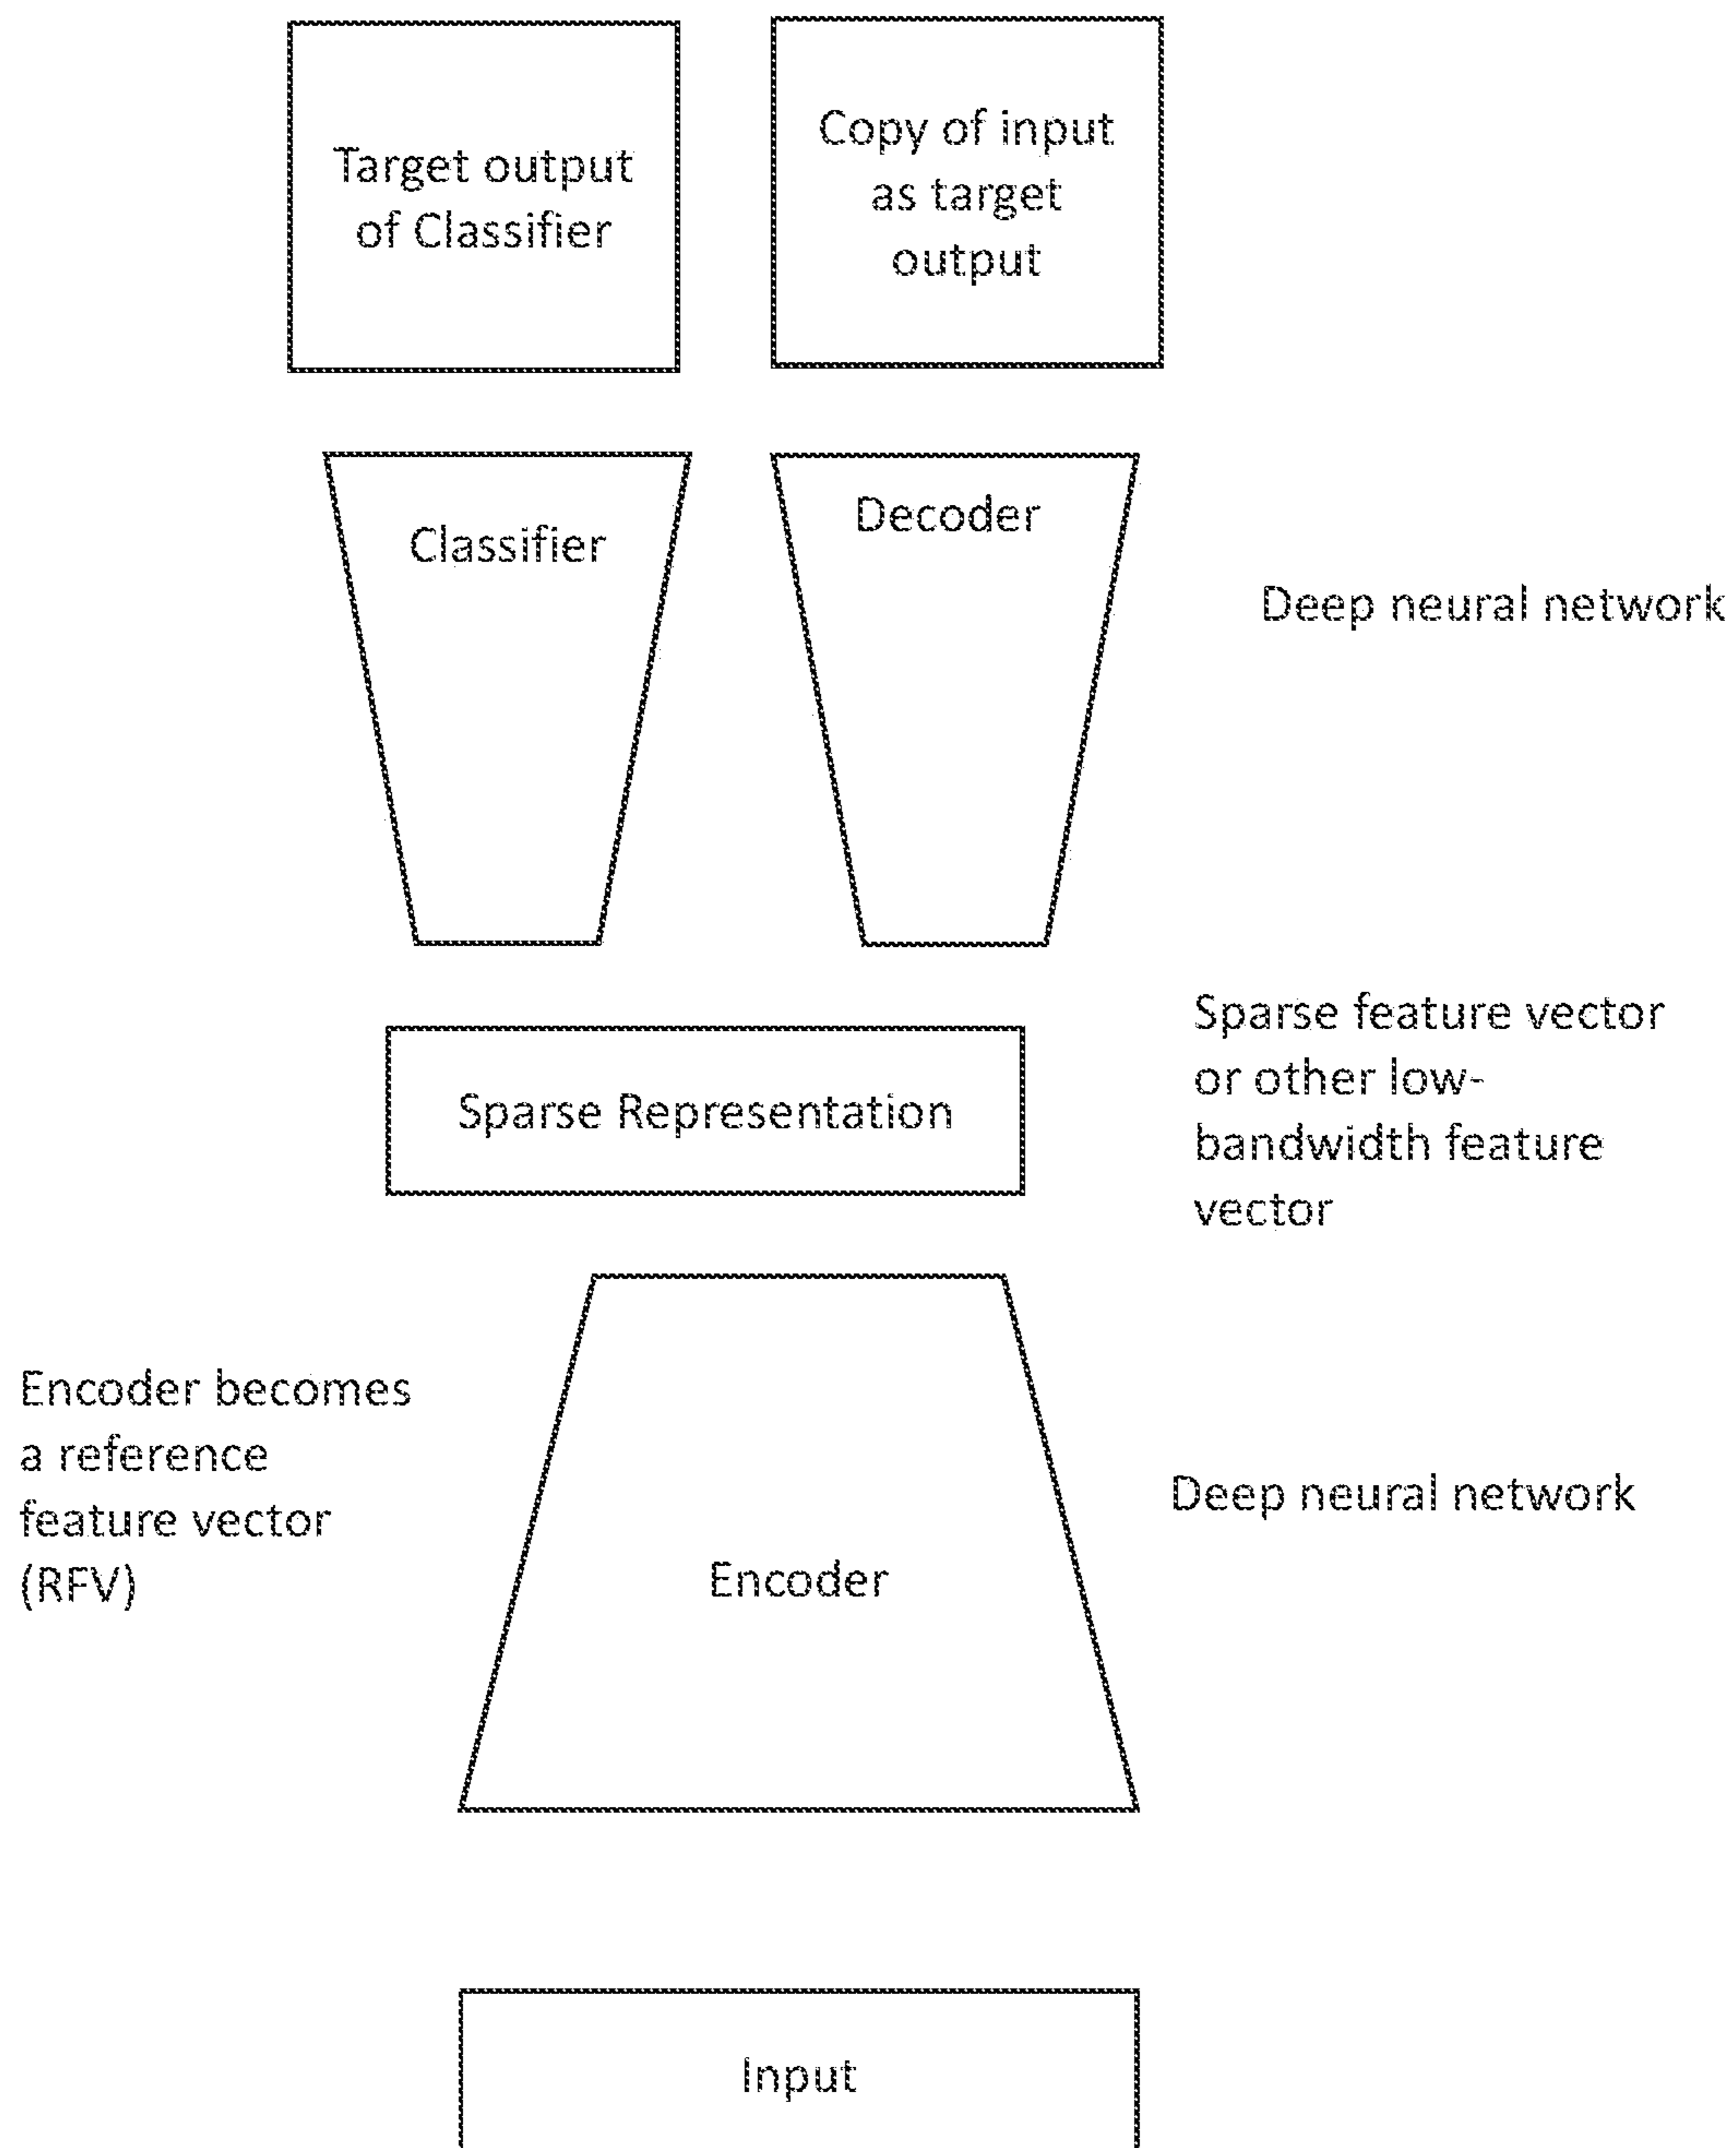 Target output
of Classifier
Copy of input
as target
output
Classifier
Decoder
Deep neural network
Sparse Representation
Sparse feature vector
or other low-
bandwidth feature
vector
Encoder becomes
a reference
feature vector
(RFV)
Encoder
Deep neural network
Input